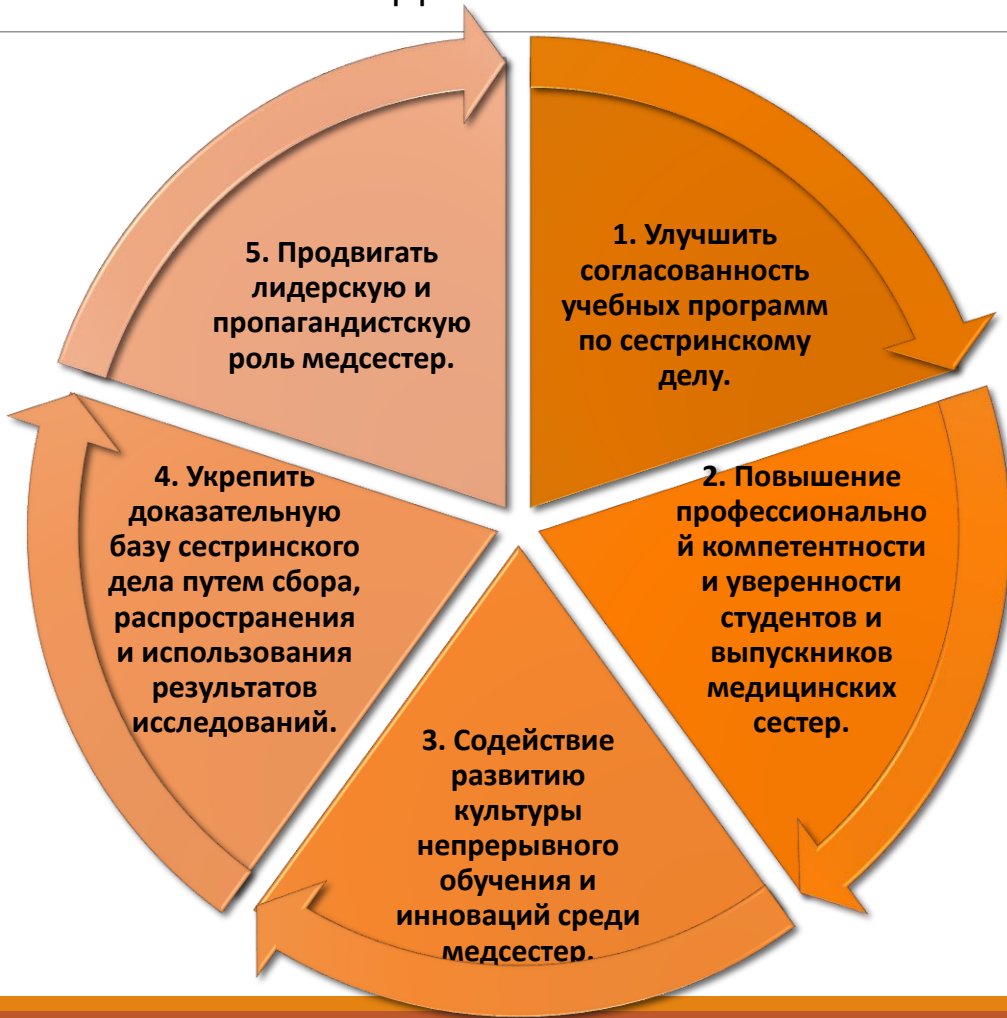 1. Улучшить
согласованность
учебных программ
по сестринскому
делу.
2. Повышение
профессионально
й компетентности
и уверенности
студентов и
выпускников
медицинских
сестер.
3. Содействие
развитию
культуры
непрерывного
обучения и
инноваций среди
медсестер.
4. Укрепить
доказательную
базу сестринского
дела путем сбора,
распространения
и использования
результатов
исследований.
5. Продвигать
лидерскую и
пропагандистскую
роль медсестер.